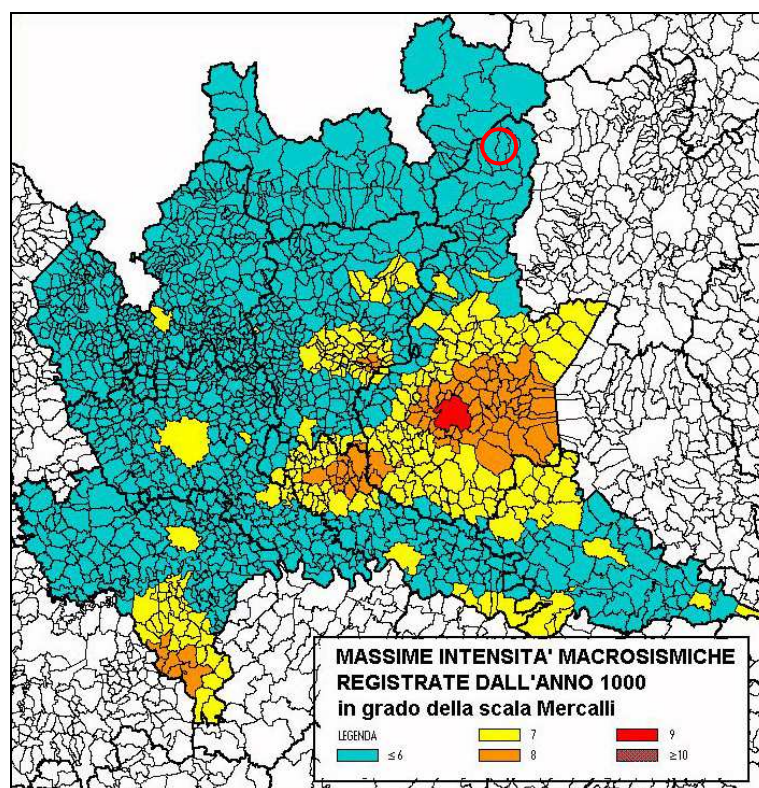 MASSIME INTENSITA' MACROSISMICHE
REGISTRATE DALL'ANNO 1000
in grado della scala Mercalli
LEGENDA
≤6
7
8
9
≥10